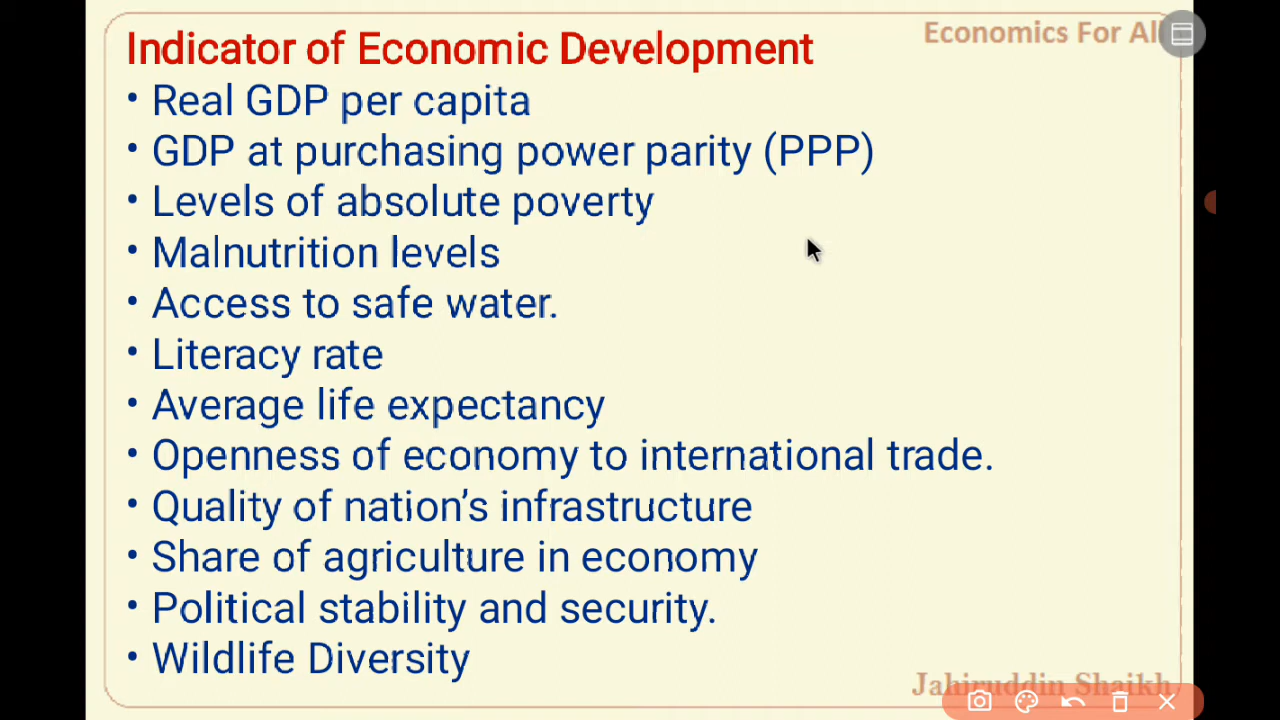 Economics For All
Indicator of Economic Development
• Real GDP per capita
• GDP at purchasing power parity (PPP)
• Levels of absolute poverty
• Malnutrition levels
• Access to safe water.
• Literacy rate
• Average life expectancy
• Openness of economy to international trade.
• Quality of nation’s infrastructure
• Share of agriculture in economy
• Political stability and security.
• Wildlife Diversity
Jahiruddin Shaikh